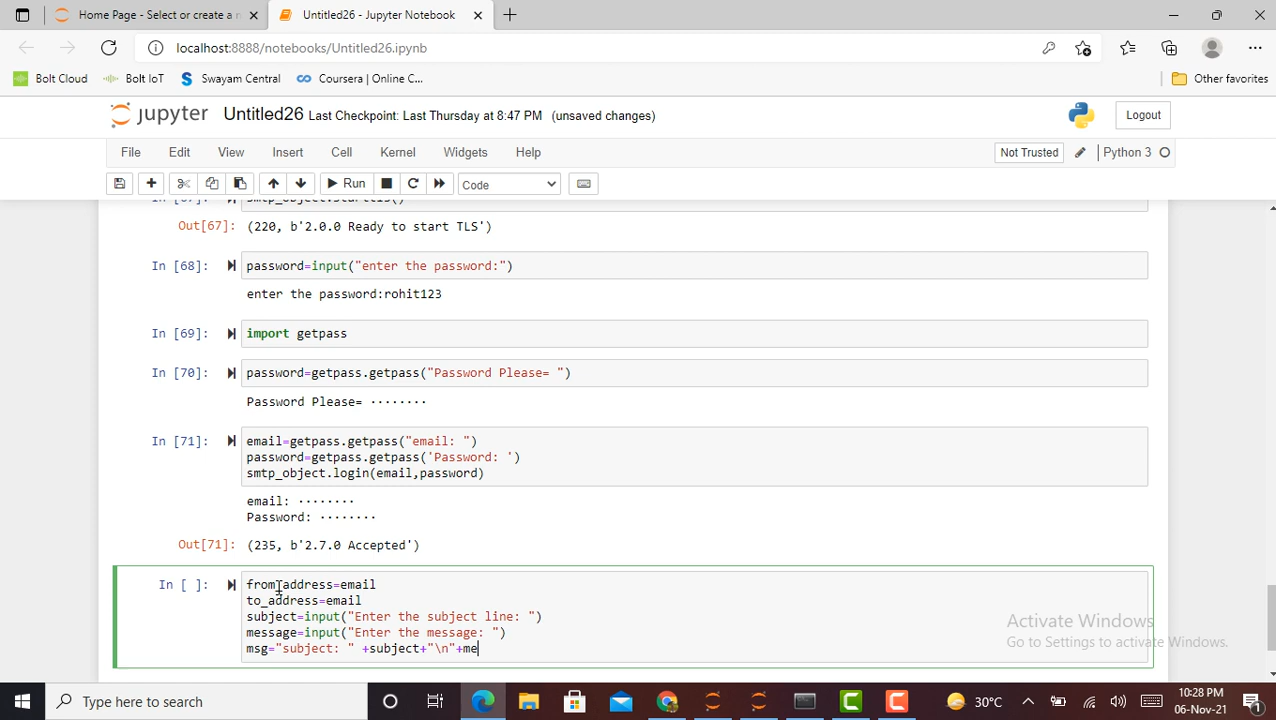 Home Page - Select or create a n
Untitled26 - Jupyter Notebook
localhost:8888/notebooks/Untitled26.ipynb
Bolt Cloud
Bolt IoT
Swayam Central
Coursera | Online C...
Other favorites
jupyter Untitled26 Last Checkpoint: Last Thursday at 8:47 PM (unsaved changes)
Logout
File Edit View Insert Cell Kernel Widgets Help
Not Trusted
Python 3
Run
Code
In [67]: smtp_object.starttls()
Out[67]: (220, b'2.0.0 Ready to start TLS')
In [68]: password=input("enter the password:")
enter the password:rohit123
In [69]: import getpass
In [70]: password=getpass.getpass("Password Please= ")
Password Please= ········
In [71]: email=getpass.getpass("email: ")
password=getpass.getpass('Password: ')
smtp_object.login(email,password)
email: ········
Password: ········
Out[71]: (235, b'2.7.0 Accepted')
In [ ]: from_address=email
to_address=email
subject=input("Enter the subject line: ")
message=input("Enter the message: ")
msg="subject: " +subject+"\n"+me
Activate Windows
Go to Settings to activate Windows.
Type here to search
30°C
10:28 PM
06-Nov-21
1